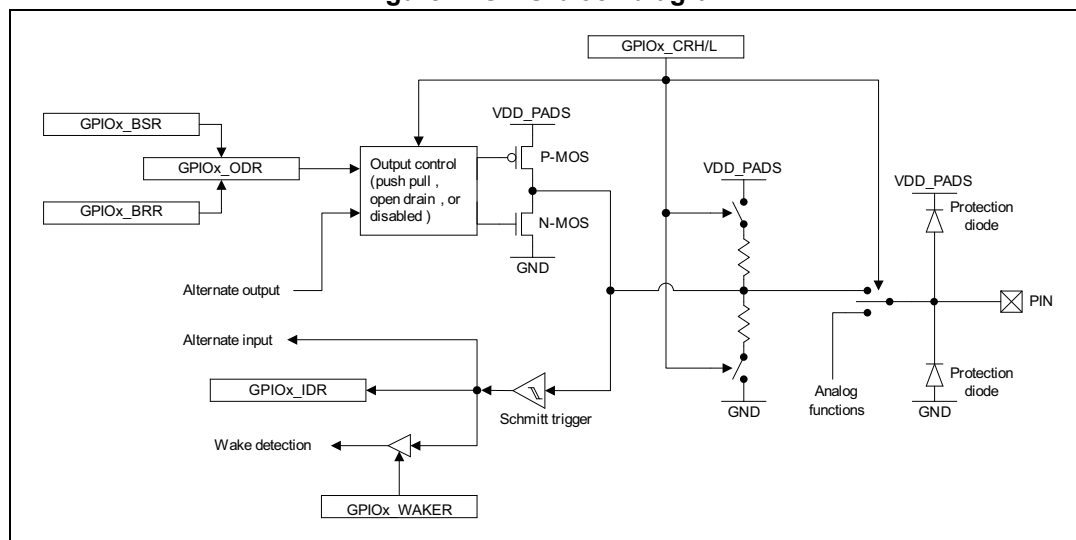 GPIOx_CRH/L
VDD_PADS
GPIOx_BSR
P-MOS
GPIOx_ODR
Output control
(push pull ,
open drain , or
disabled )
VDD_PADS
VDD_PADS
GPIOx_BRR
N-MOS
Protection
diode
GND
Alternate output
PIN
Alternate input
GPIOx_IDR
Schmitt trigger
Analog
functions
Protection
diode
GND
GND
Wake detection
GPIOx_WAKER